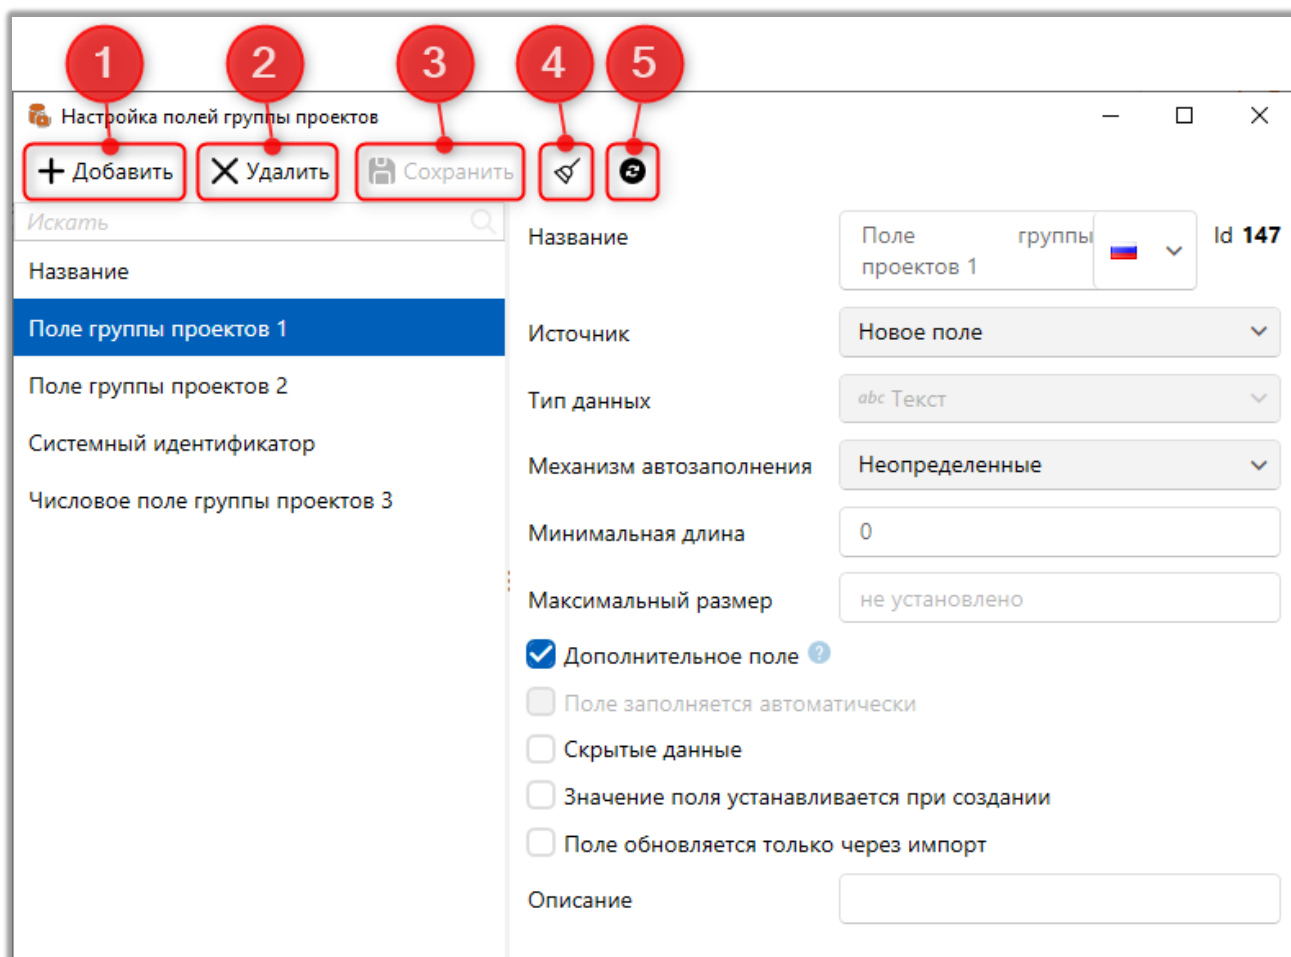 1 2 3 4 5
Настройка полей группы проектов
Добавить Удалить Сохранить
Искать
Название
Поле группы проектов 1
Поле группы проектов 2
Системный идентификатор
Числовое поле группы проектов 3
Название
Поле группы
проектов 1
Id 147
Источник
Новое поле
Тип данных
abc Текст
Механизм автозаполнения
Неопределенные
Минимальная длина
0
Максимальный размер
не установлено
Дополнительное поле ?
Поле заполняется автоматически
Скрытые данные
Значение поля устанавливается при создании
Поле обновляется только через импорт
Описание